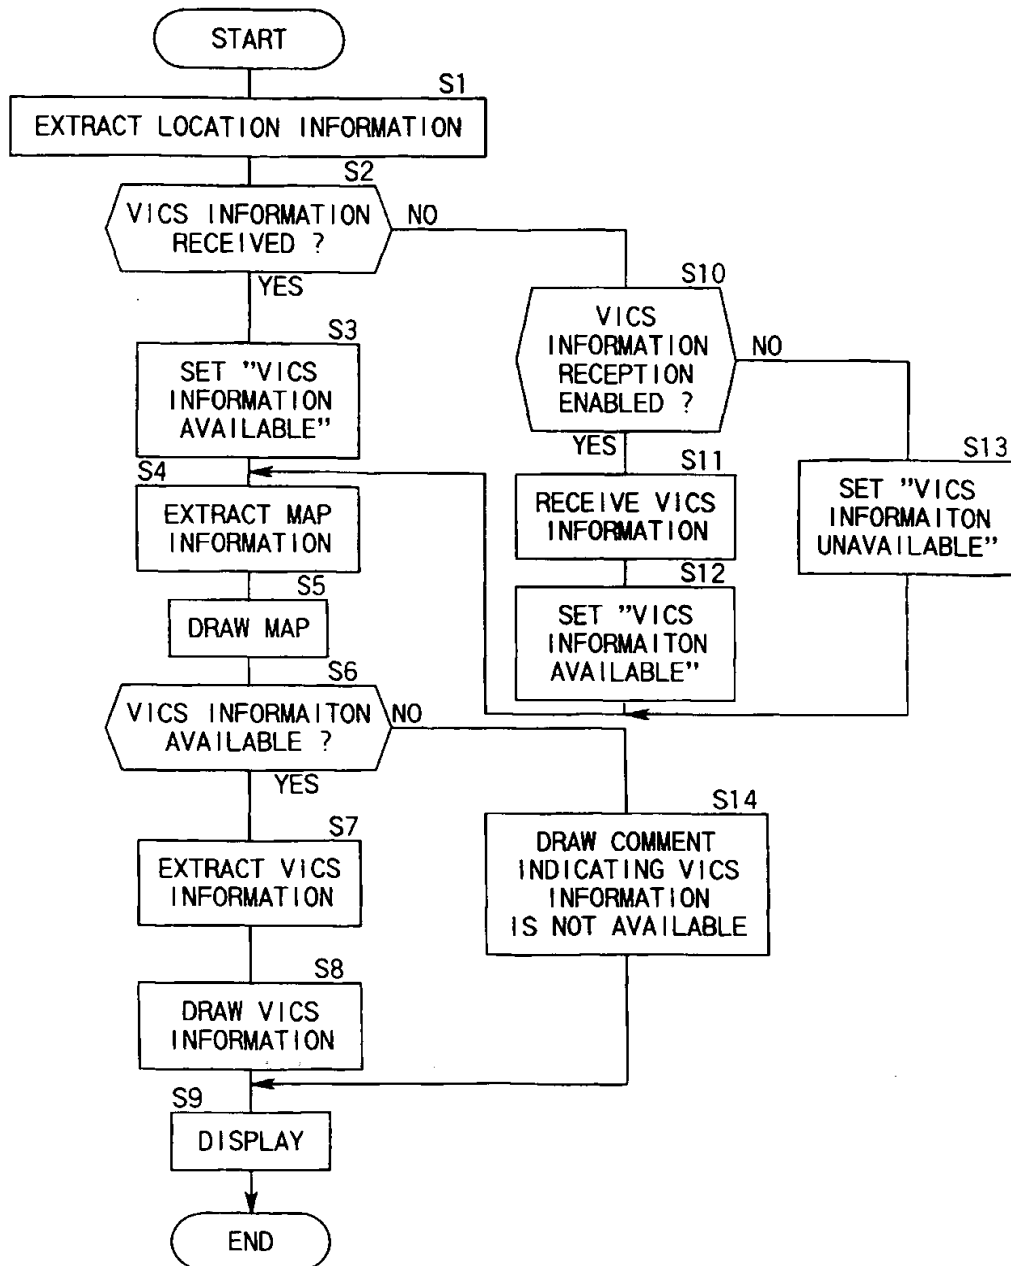 START
S1
EXTRACT LOCATION INFORMATION
S2
VICS INFORMATION
RECEIVED ?
NO
YES
S10
VICS
INFORMATION
RECEPTION
ENABLED ?
NO
YES
S3
SET "VICS
INFORMATION
AVAILABLE"
S11
RECEIVE VICS
INFORMATION
S13
SET "VICS
INFORMAITON
UNAVAILABLE"
S4
EXTRACT MAP
INFORMATION
S12
SET "VICS
INFORMAITON
AVAILABLE"
S5
DRAW MAP
S6
VICS INFORMAITON
AVAILABLE ?
NO
YES
S7
EXTRACT VICS
INFORMATION
S14
DRAW COMMENT
INDICATING VICS
INFORMATION
IS NOT AVAILABLE
S8
DRAW VICS
INFORMATION
S9
DISPLAY
END